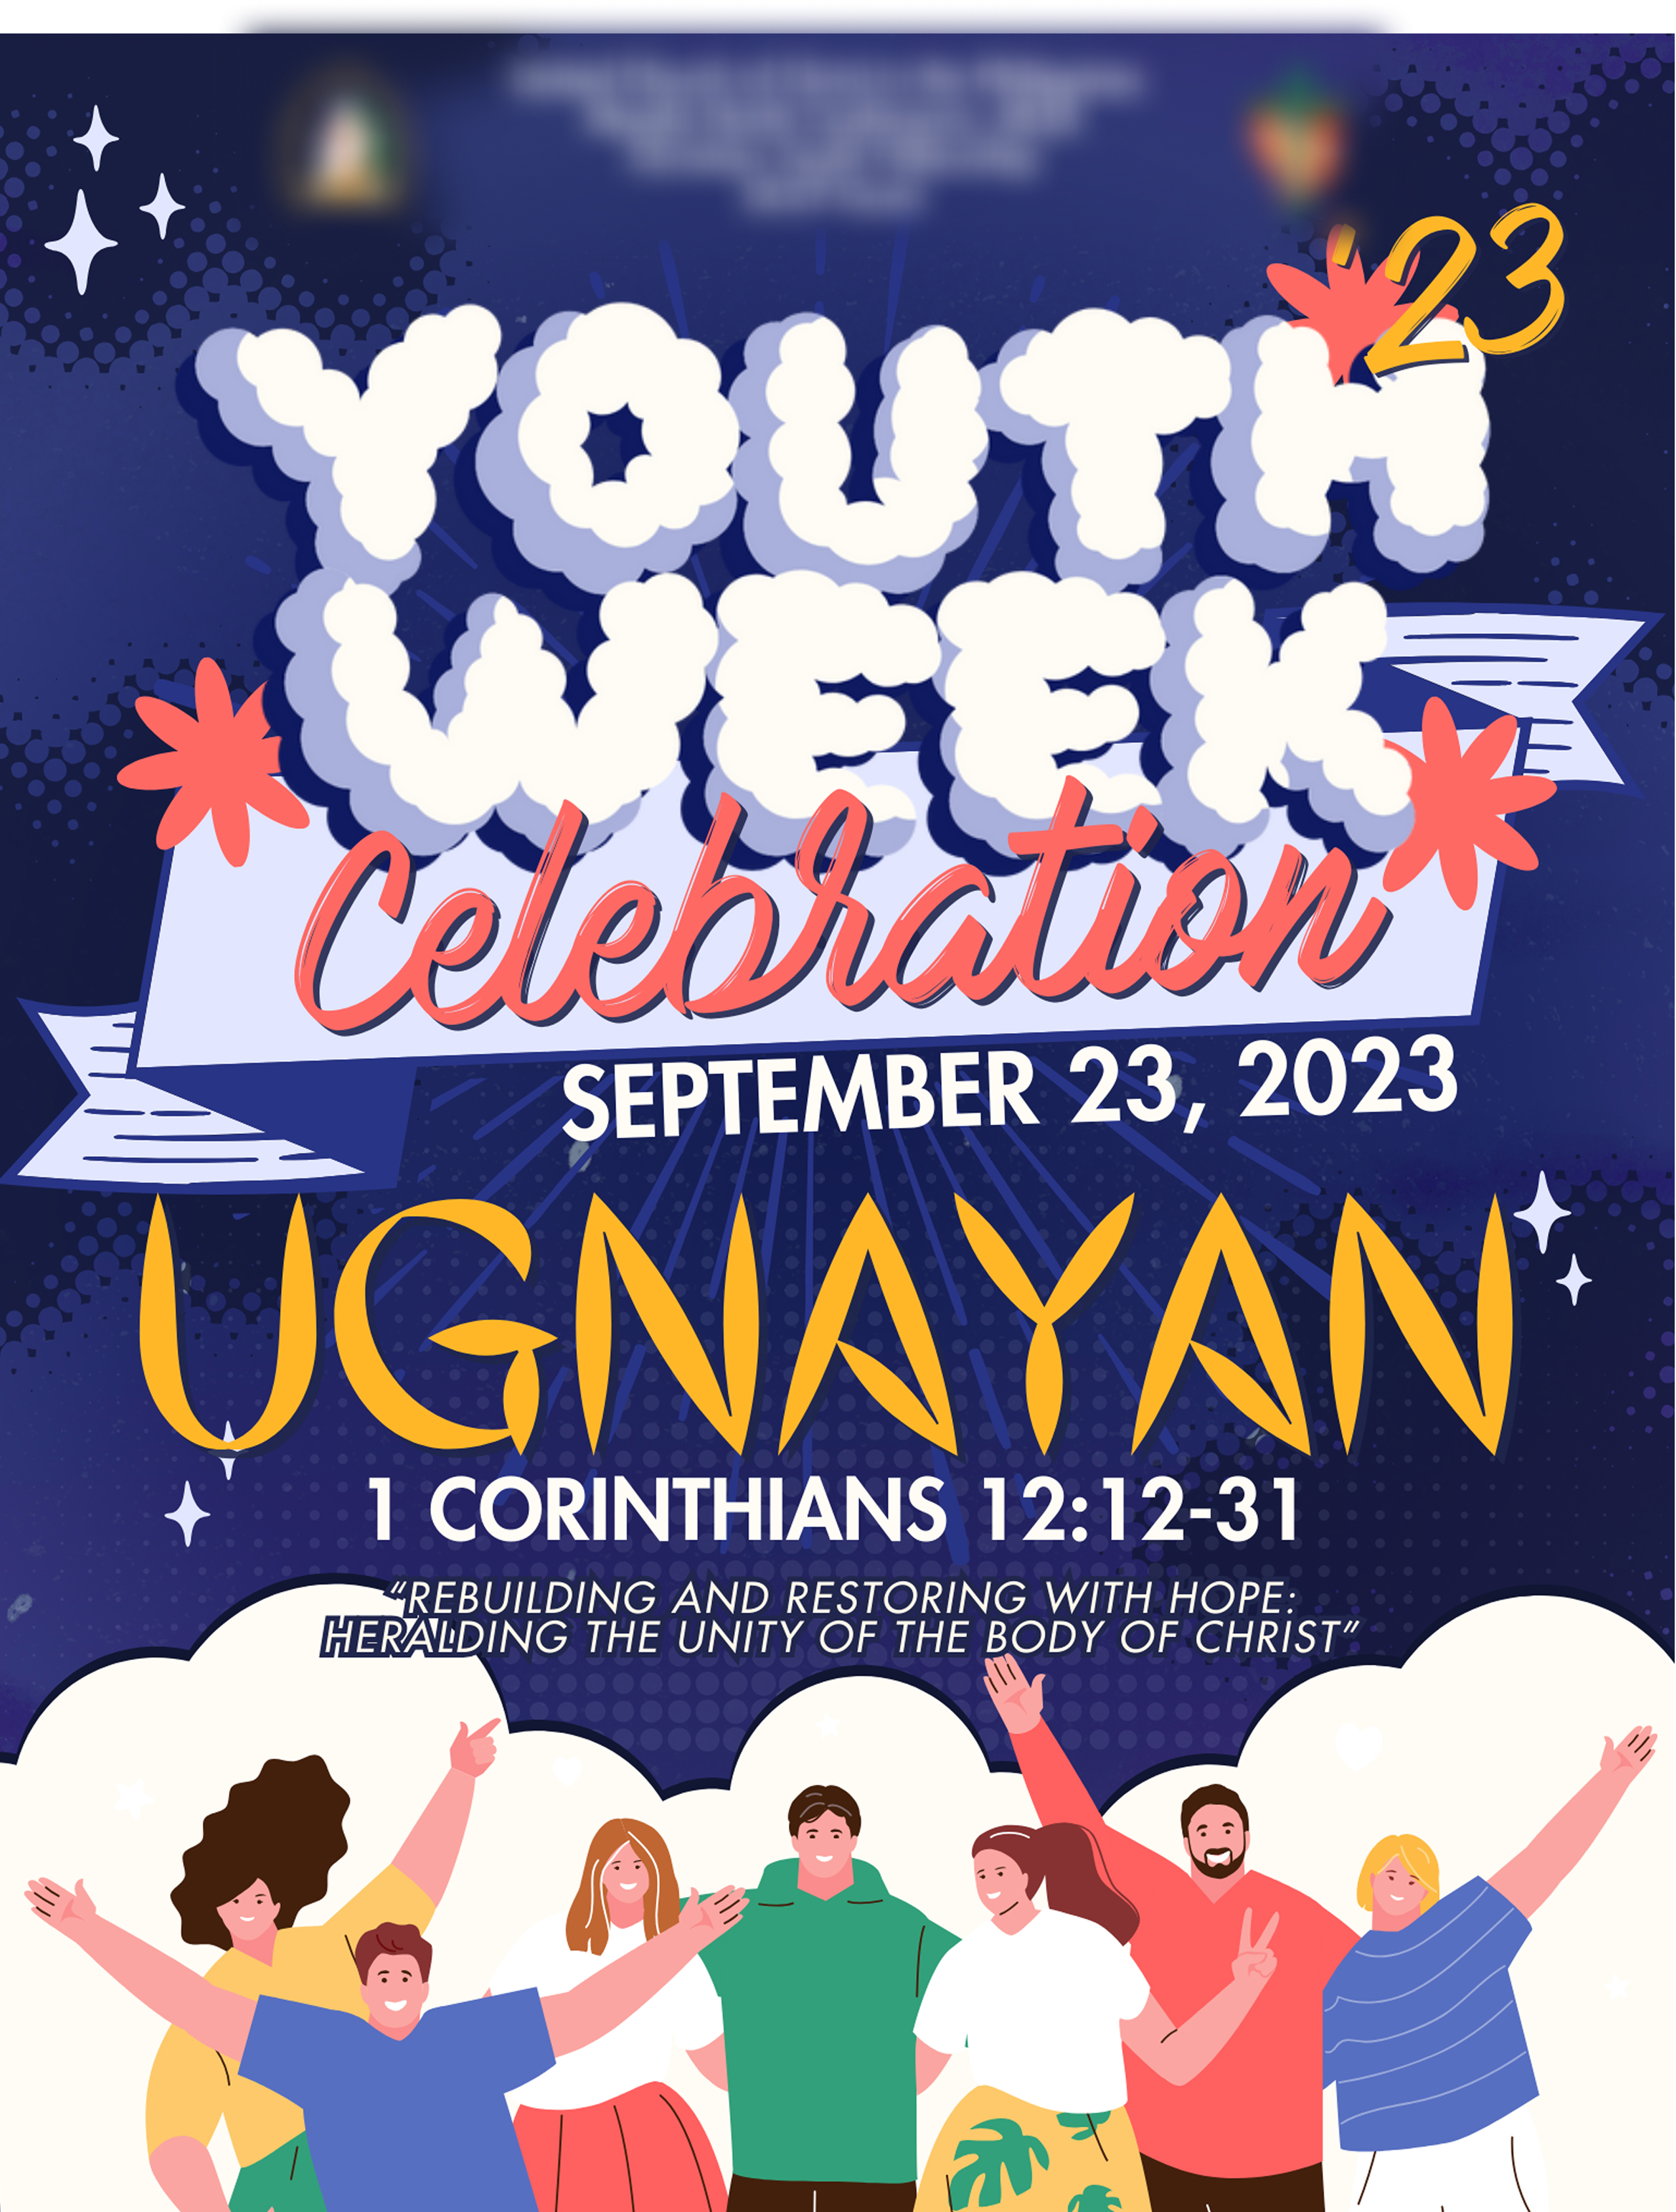 '23
YOUTH
WEEK
Celebration
SEPTEMBER 23, 2023
UGNAYAN
1 CORINTHIANS 12:12-31
“REBUILDING AND RESTORING WITH HOPE:
HERALDING THE UNITY OF THE BODY OF CHRIST”